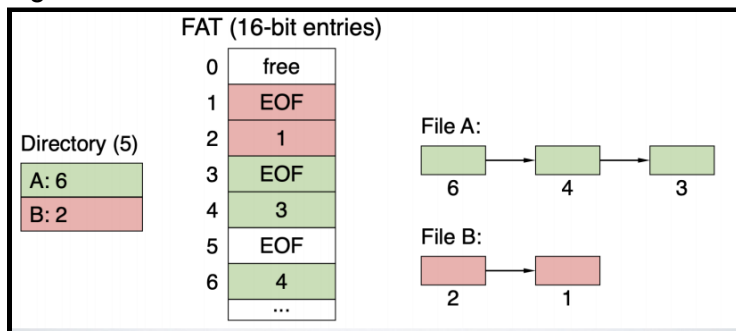 FAT (16-bit entries)
0 free
1 EOF
Directory (5)
2 1
A: 6
3 EOF
B: 2
4 3
5 EOF
6 4
...
File A:
6 4 3
File B:
2 1